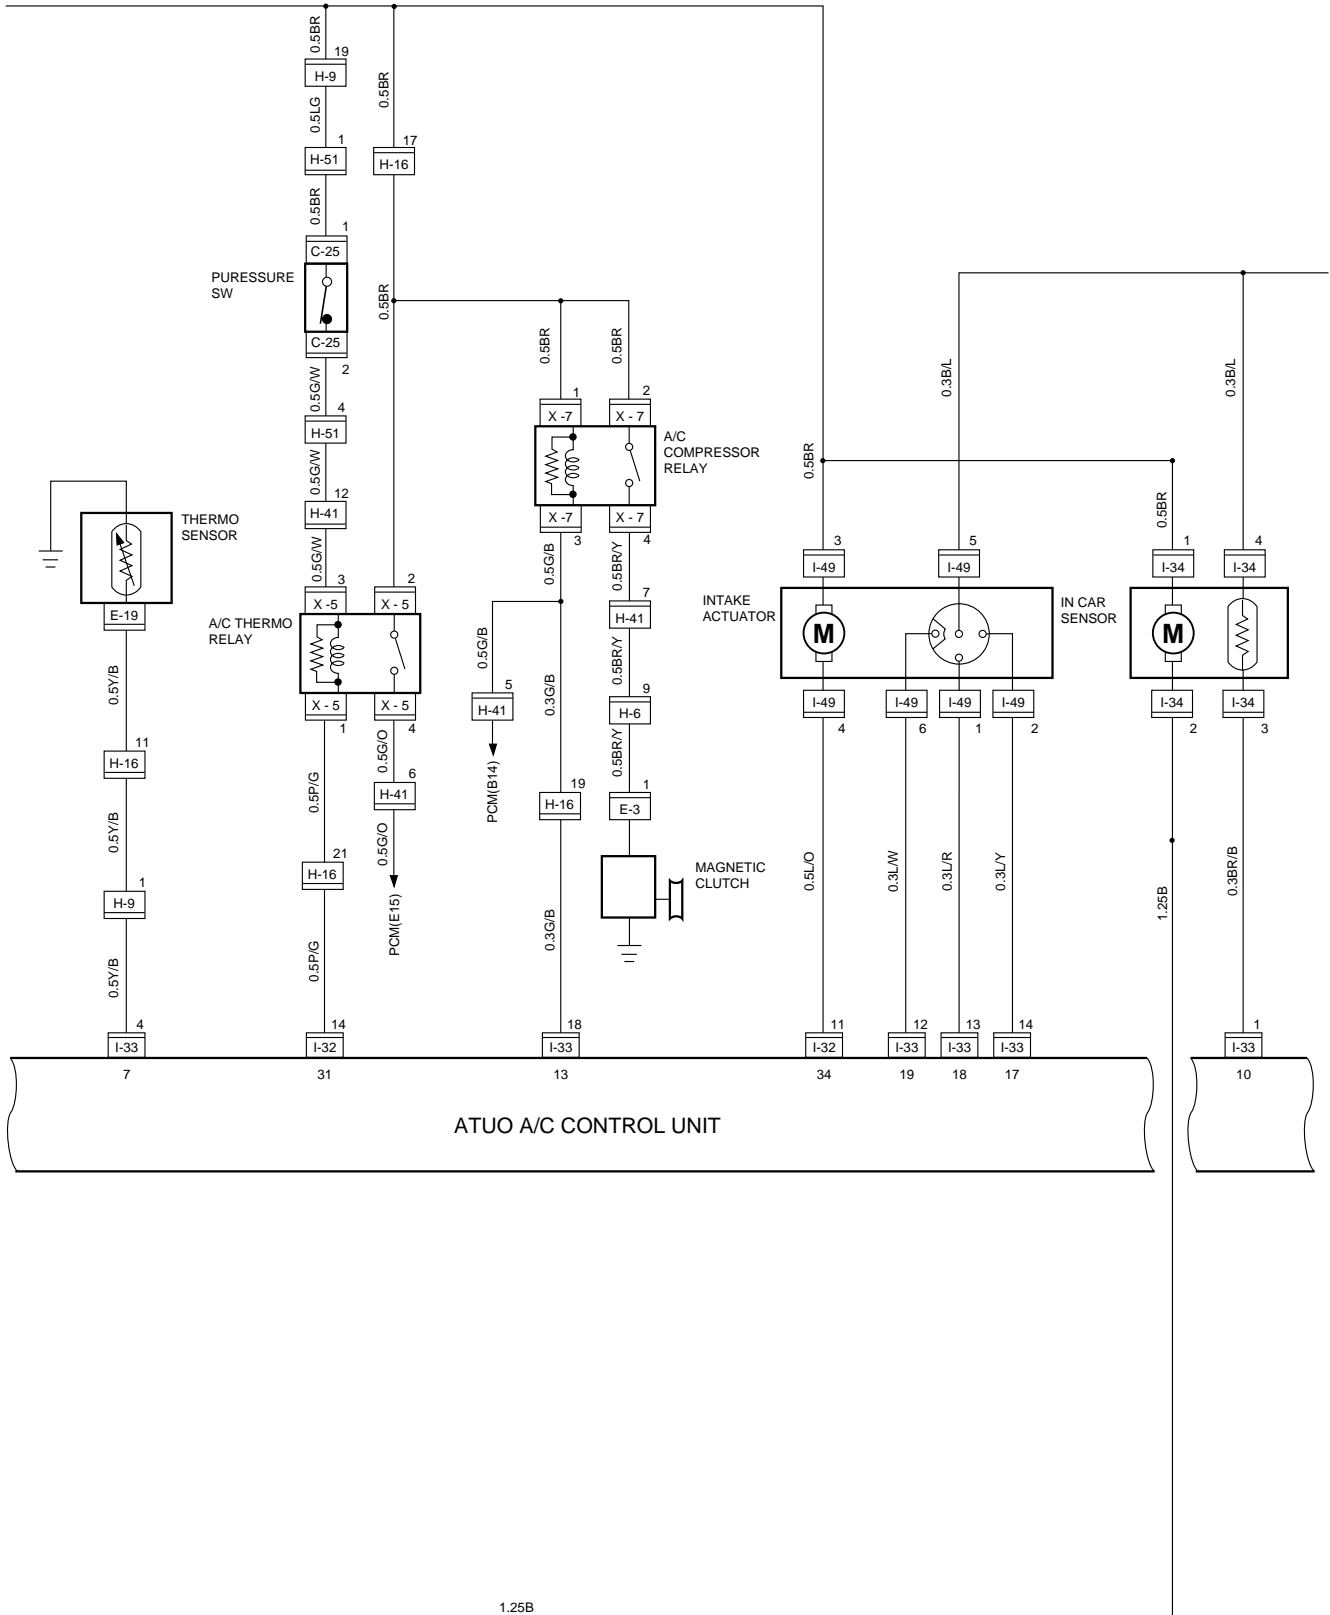 0.5BR
19
H-9
0.5BR
0.5LG
1
H-51
17
H-16
0.5BR
1
C-25
PURESSURE
SW
0.5BR
C-25
2
0.5G/W
4
H-51
0.5G/W
12
H-41
0.5G/W
0.5BR
0.5BR
1
X -7
2
X - 7
A/C
COMPRESSOR
RELAY
X -7
3
X - 7
4
0.3B/L
0.3B/L
0.5BR
0.5BR
THERMO
SENSOR
E-19
0.5Y/B
11
H-16
0.5Y/B
1
H-9
0.5Y/B
4
I-33
3
X -5
2
X - 5
A/C THERMO
RELAY
X - 5
1
X - 5
4
0.5P/G
0.5G/O
6
H-41
0.5G/O
PCM(E15)
21
H-16
0.5P/G
14
I-32
0.5G/B
0.5G/B
5
H-41
PCM(B14)
0.3G/B
19
H-16
0.3G/B
18
I-33
0.5BR/Y
7
H-41
0.5BR/Y
9
H-6
0.5BR/Y
1
E-3
MAGNETIC
CLUTCH
3
I-49
5
I-49
INTAKE
ACTUATOR
M
I-49
4
I-49
6
I-49
1
I-49
2
0.5L/O
0.3L/W
0.3L/R
0.3L/Y
11
I-32
12
I-33
13
I-33
14
I-33
1
I-34
4
I-34
IN CAR
SENSOR
M
I-34
2
I-34
3
1.25B
0.3BR/B
1
I-33
7
31
13
34
19
18
17
10
ATUO A/C CONTROL UNIT
1.25B